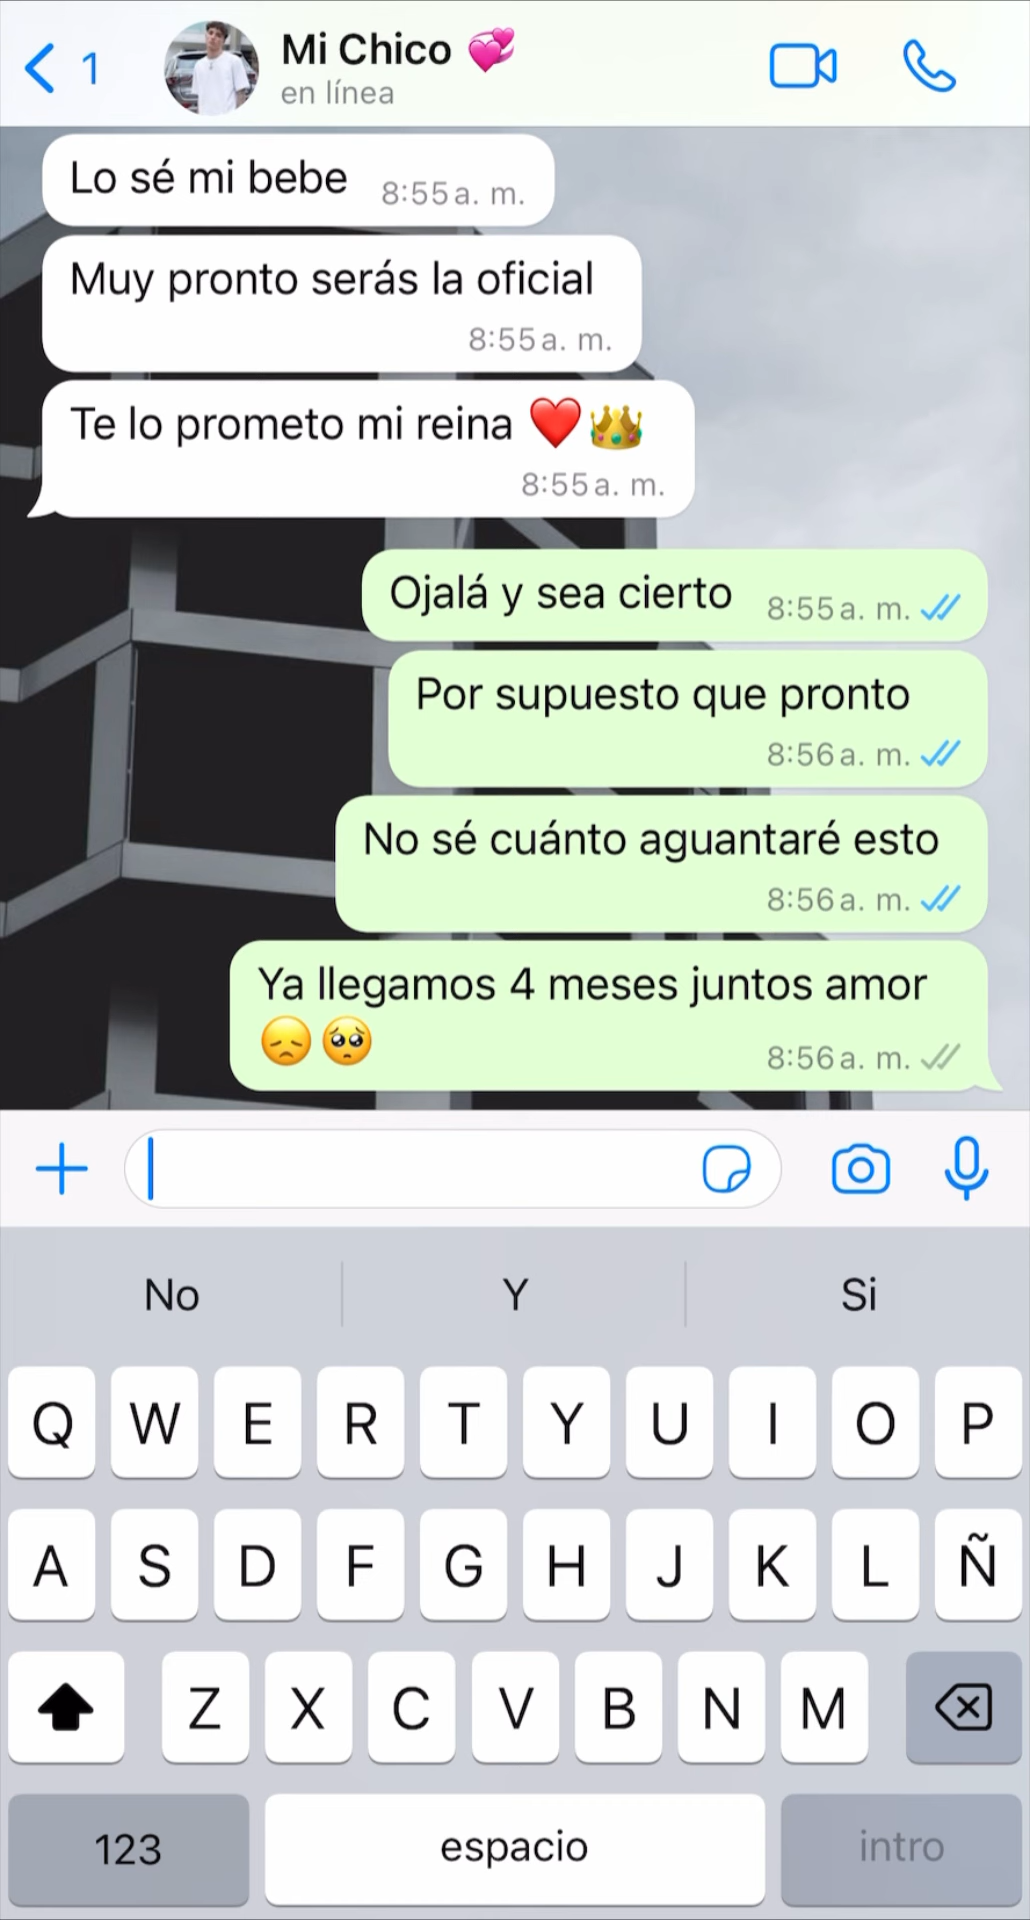 1
Mi Chico 💞
en línea
Lo sé mi bebe 8:55 a. m.
Muy pronto serás la oficial
8:55 a. m.
Te lo prometo mi reina ❤️👑
8:55 a. m.
Ojalá y sea cierto 8:55 a. m.
Por supuesto que pronto
8:56 a. m.
No sé cuánto aguantaré esto
8:56 a. m.
Ya llegamos 4 meses juntos amor
😞🥺 8:56 a. m.
No Y Si
Q W E R T Y U I O P
A S D F G H J K L Ñ
Z X C V B N M
123 espacio intro